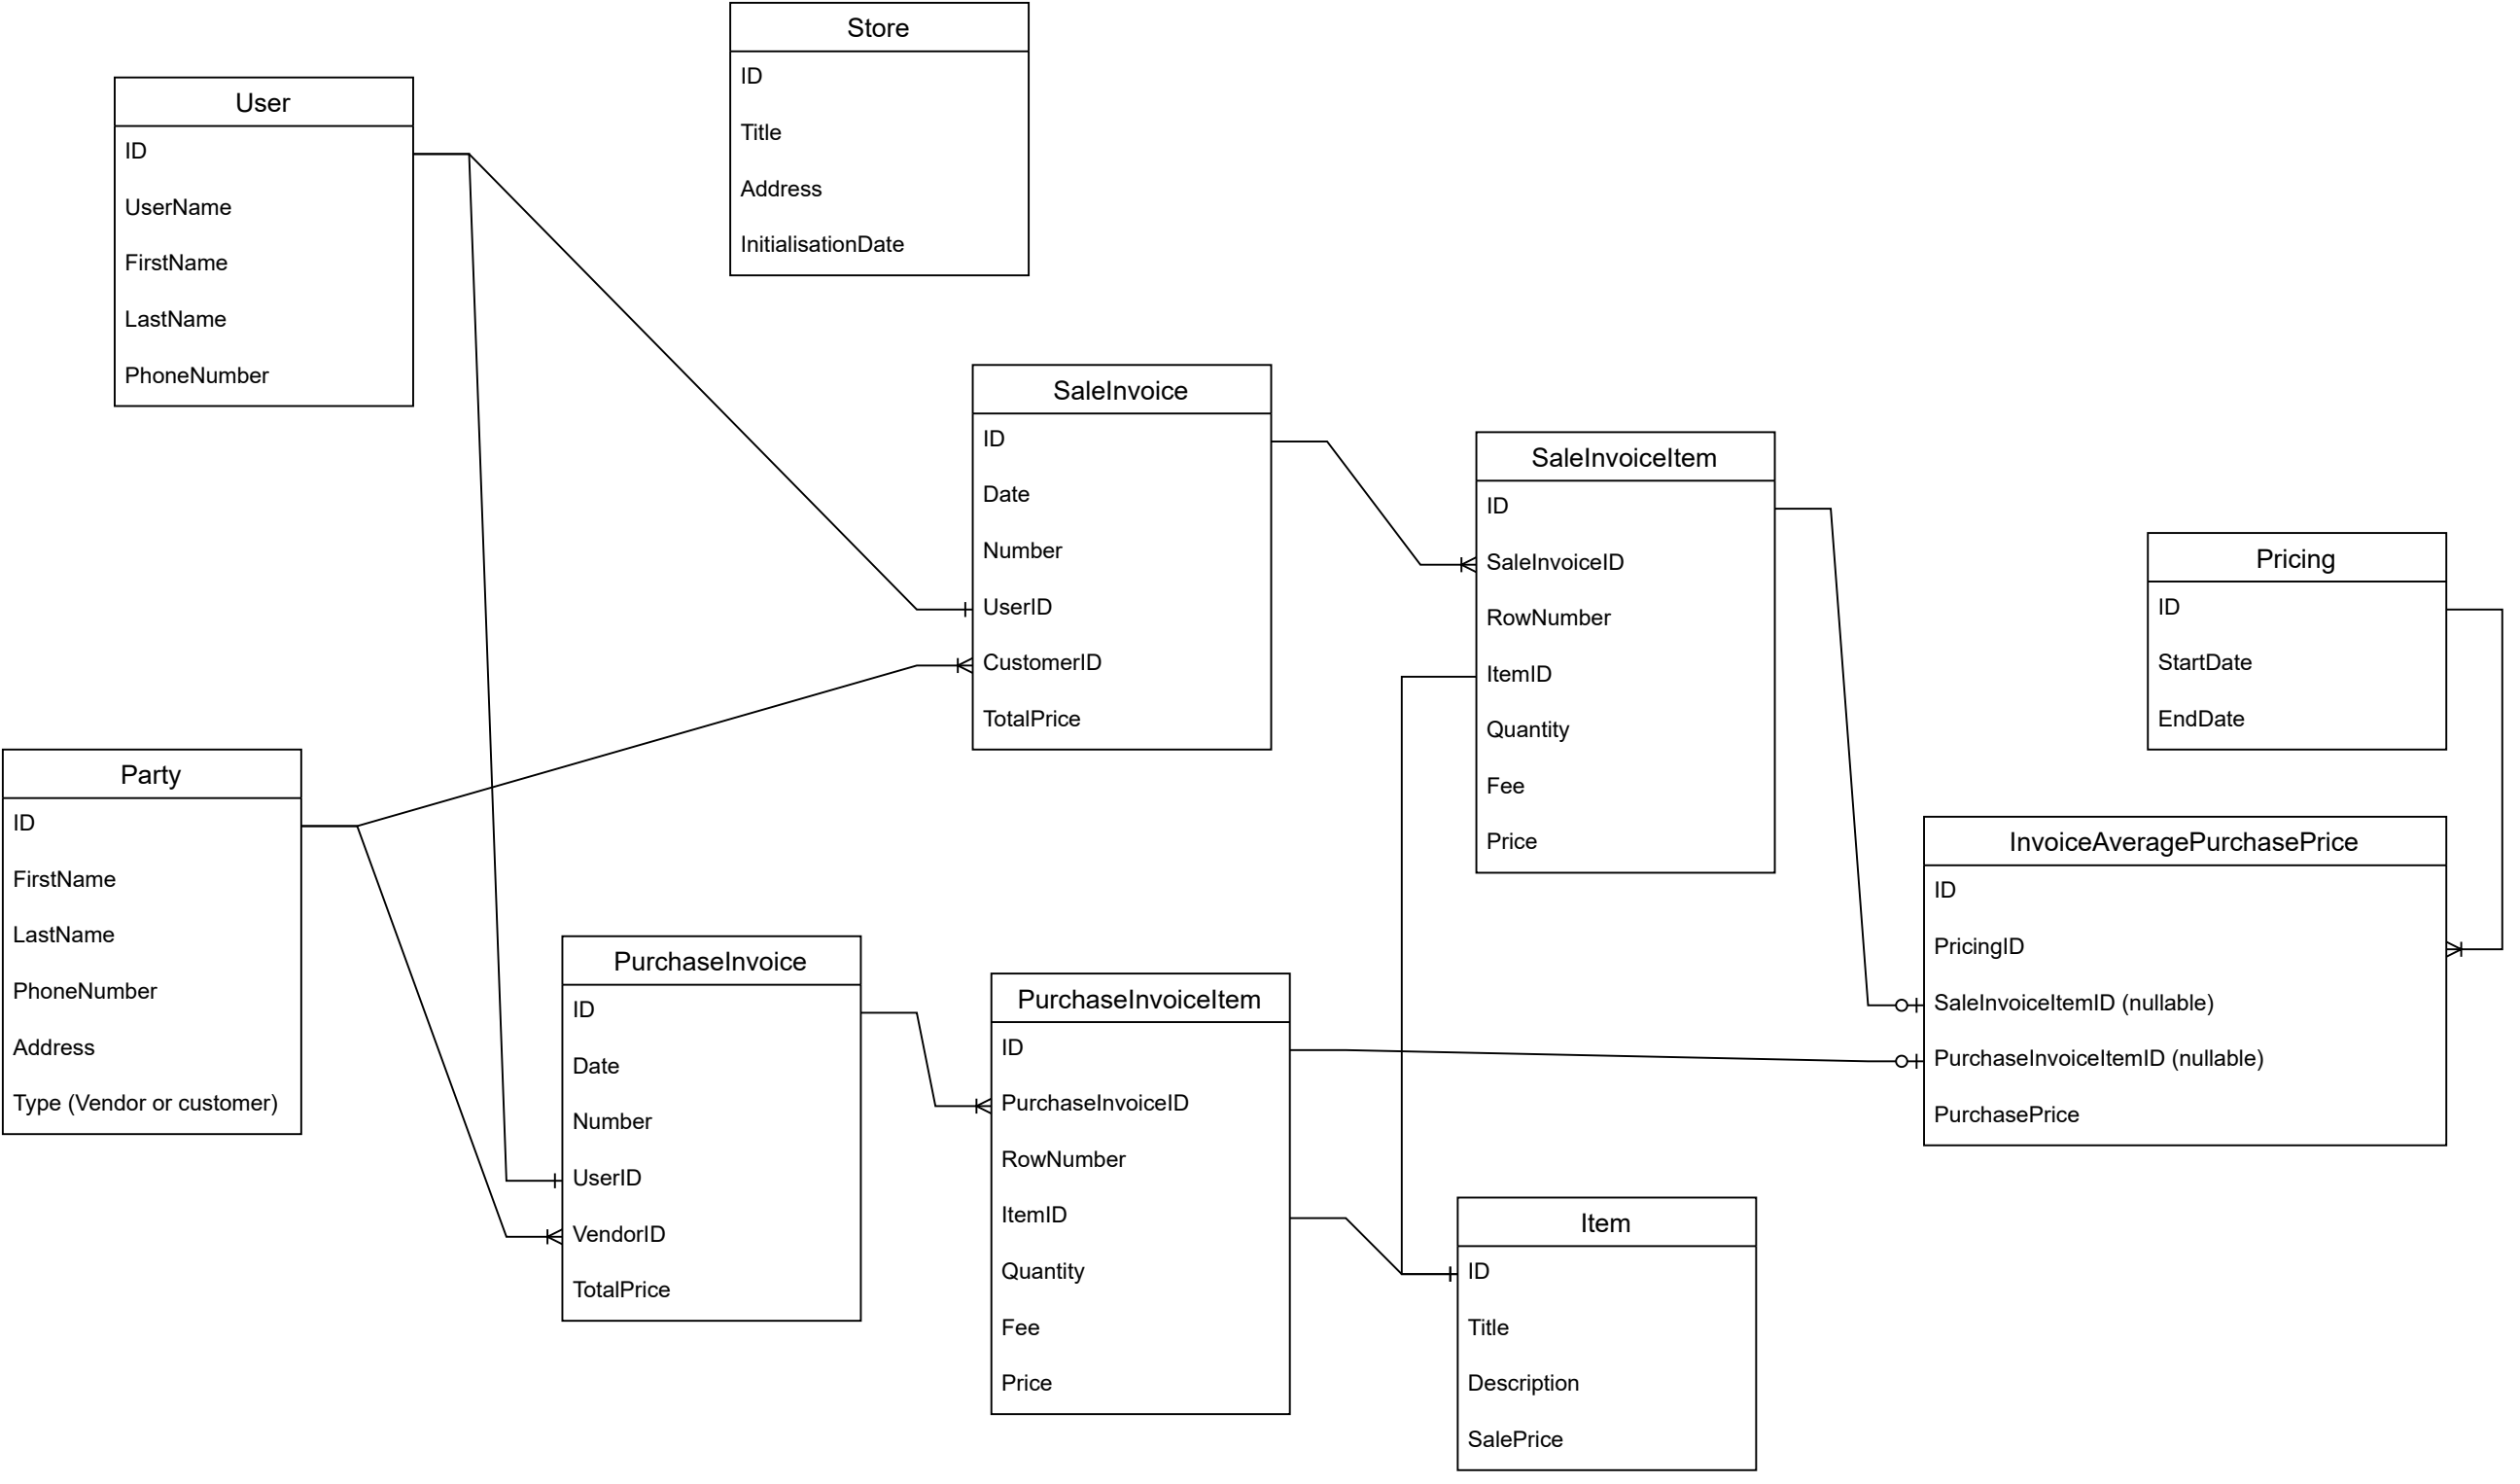 Store
ID
Title
Address
InitialisationDate
User
ID
UserName
FirstName
LastName
PhoneNumber
SaleInvoice
ID
Date
Number
UserID
CustomerID
TotalPrice
SaleInvoiceItem
ID
SaleInvoiceID
RowNumber
ItemID
Quantity
Fee
Price
Pricing
ID
StartDate
EndDate
Party
ID
FirstName
LastName
PhoneNumber
Address
Type (Vendor or customer)
InvoiceAveragePurchasePrice
ID
PricingID
SaleInvoiceItemID (nullable)
PurchaseInvoiceItemID (nullable)
PurchasePrice
PurchaseInvoice
ID
Date
Number
UserID
VendorID
TotalPrice
PurchaseInvoiceItem
ID
PurchaseInvoiceID
RowNumber
ItemID
Quantity
Fee
Price
Item
ID
Title
Description
SalePrice